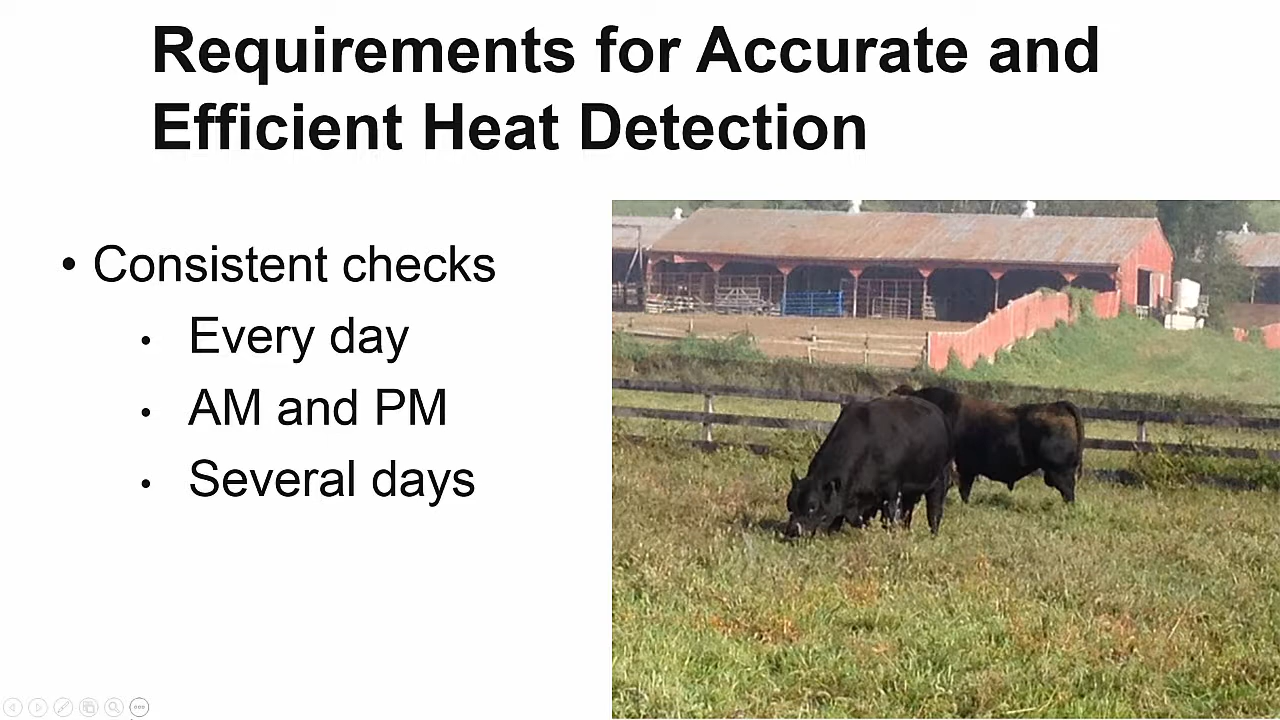 Requirements for Accurate and
Efficient Heat Detection
• Consistent checks
• Every day
• AM and PM
• Several days